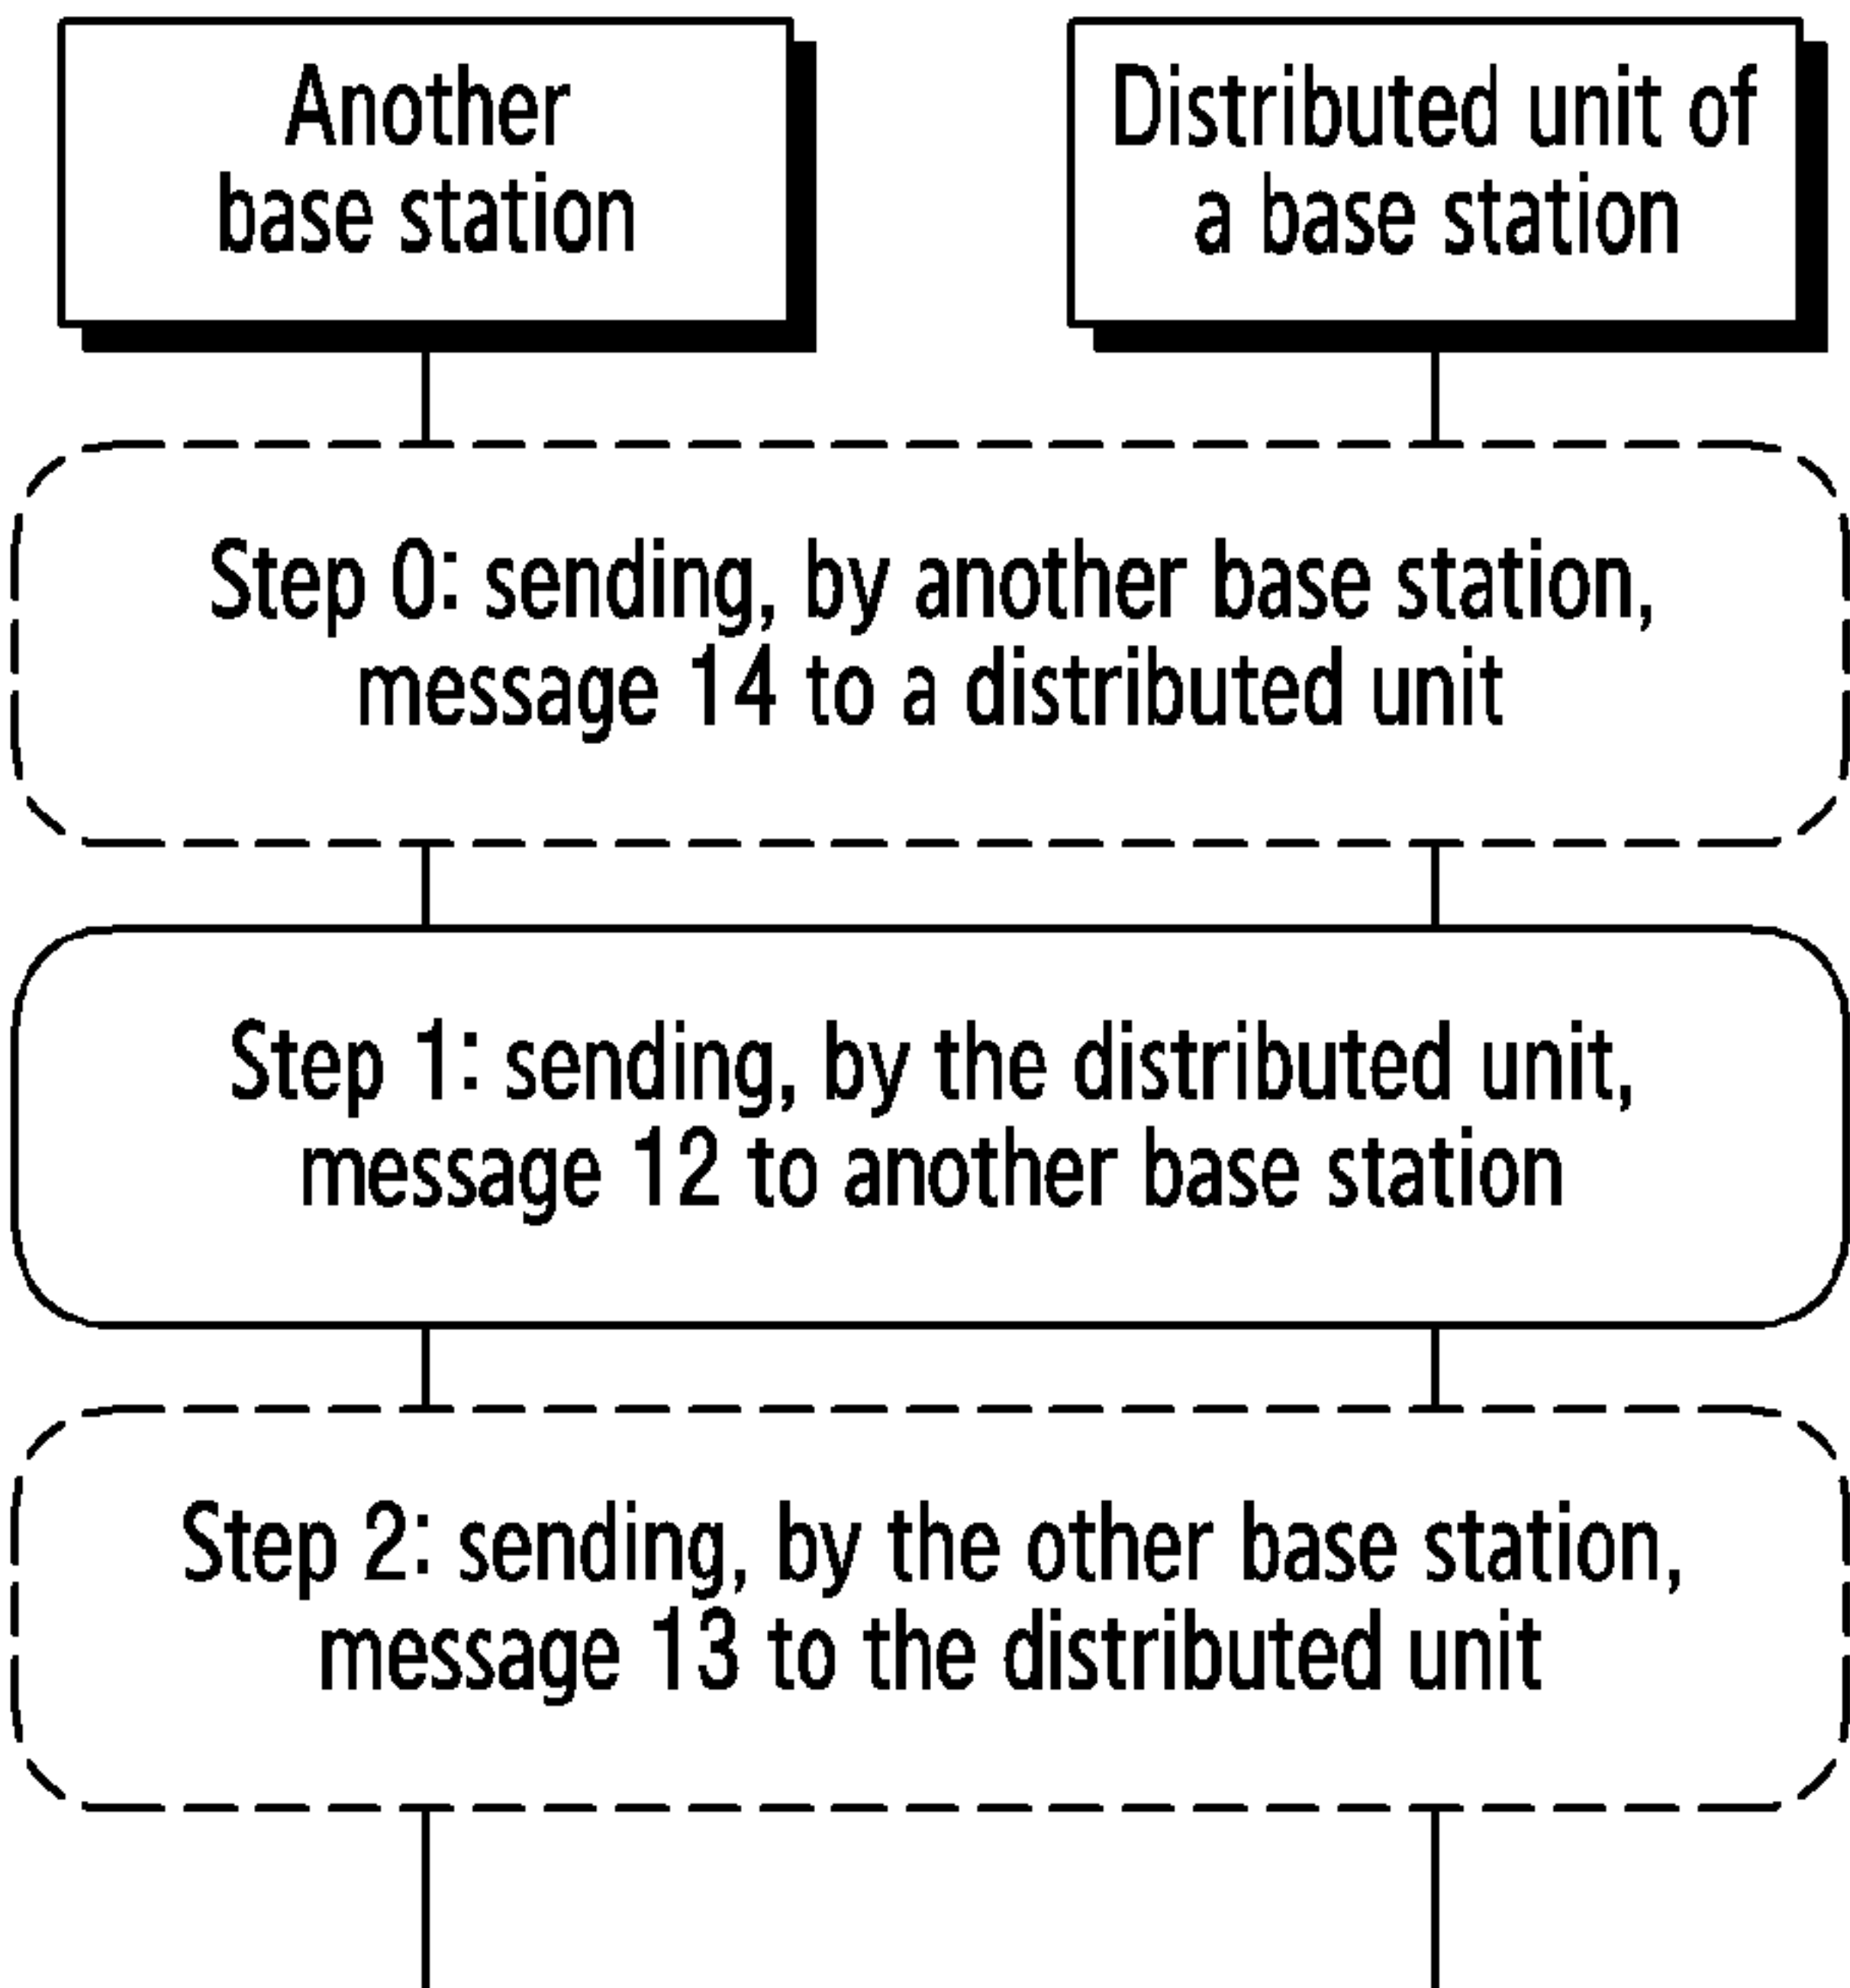 Another
base station
Distributed unit of
a base station
Step 0: sending, by another base station,
message 14 to a distributed unit
Step 1: sending, by the distributed unit,
message 12 to another base station
Step 2: sending, by the other base station,
message 13 to the distributed unit